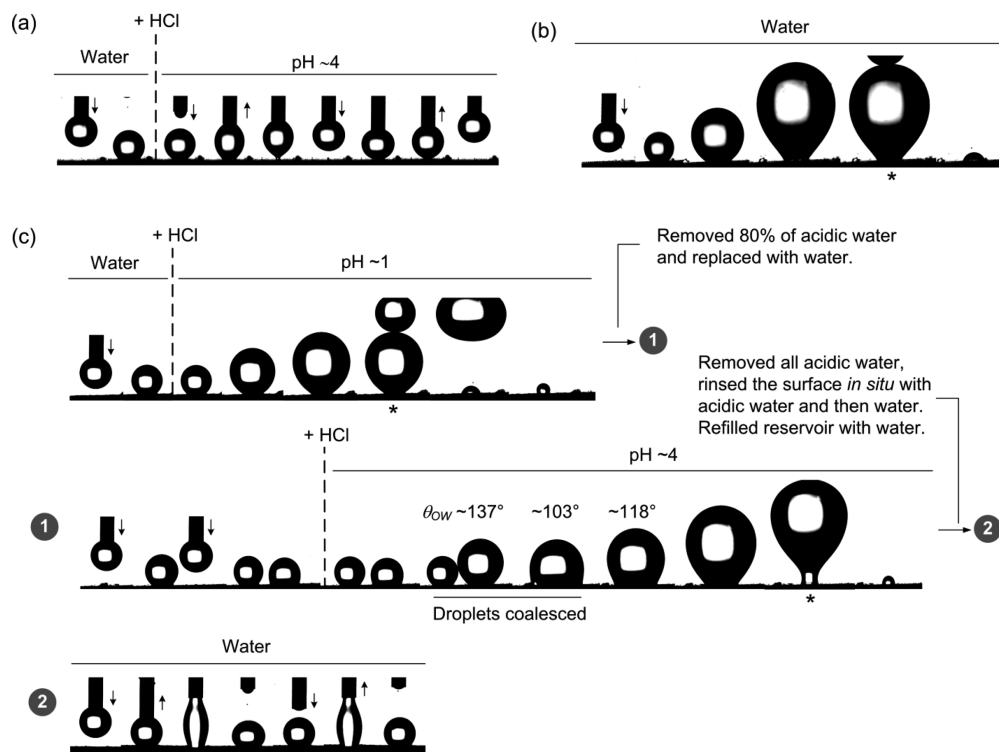 (a)
+ HCl
Water
pH ~4
(b)
Water
*
(c)
+ HCl
Water
pH ~1
*
Removed 80% of acidic water
and replaced with water.
1
Removed all acidic water,
rinsed the surface in situ with
acidic water and then water.
Refilled reservoir with water.
+ HCl
pH ~4
1
θOW ~137°
~103°
~118°
2
*
Droplets coalesced
Water
2